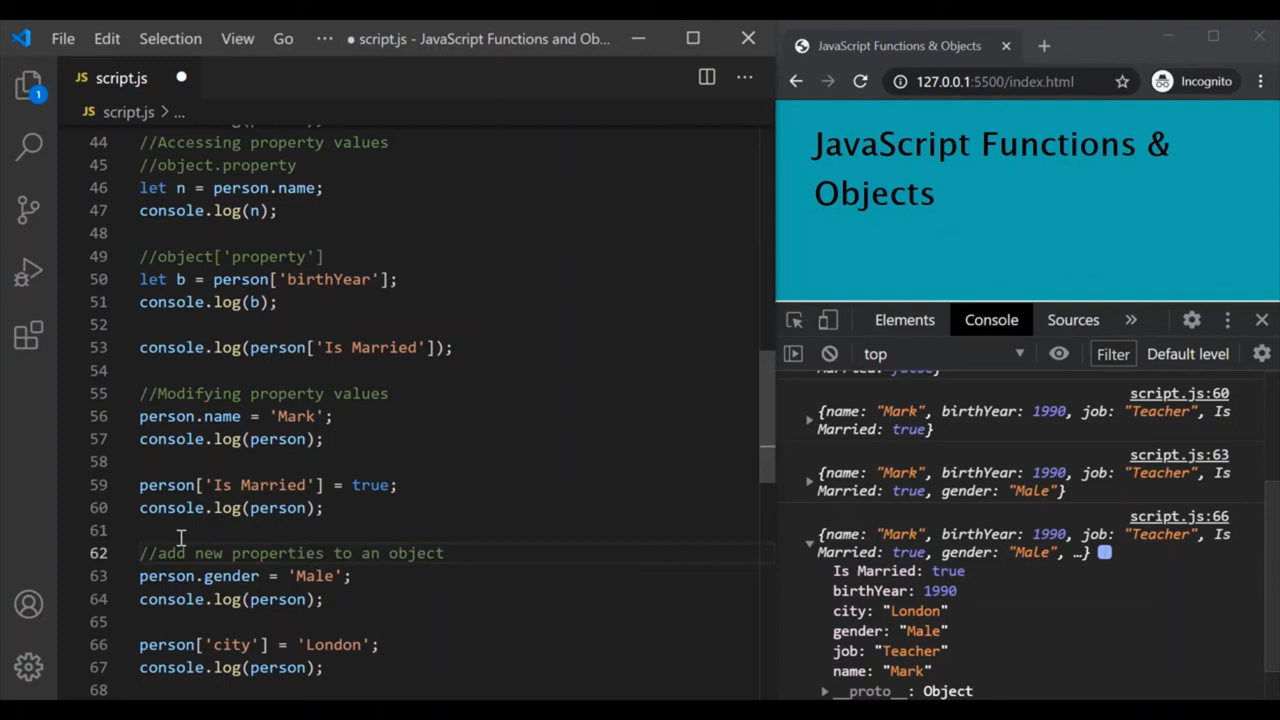 File Edit Selection View Go ··· ● script.js - JavaScript Functions and Ob...
JS script.js ●
JS script.js > ...
1
44 //Accessing property values
45 //object.property
46 let n = person.name;
47 console.log(n);
48
49 //object['property']
50 let b = person['birthYear'];
51 console.log(b);
52
53 console.log(person['Is Married']);
54
55 //Modifying property values
56 person.name = 'Mark';
57 console.log(person);
58
59 person['Is Married'] = true;
60 console.log(person);
61
62 //add new properties to an object
63 person.gender = 'Male';
64 console.log(person);
65
66 person['city'] = 'London';
67 console.log(person);
68
JavaScript Functions & Objects
127.0.0.1:5500/index.html Incognito
JavaScript Functions &
Objects
Elements Console Sources »
top Filter Default level
Married: false}
script.js:60
{name: "Mark", birthYear: 1990, job: "Teacher", Is
Married: true}
script.js:63
{name: "Mark", birthYear: 1990, job: "Teacher", Is
Married: true, gender: "Male"}
script.js:66
{name: "Mark", birthYear: 1990, job: "Teacher", Is
Married: true, gender: "Male", …}
Is Married: true
birthYear: 1990
city: "London"
gender: "Male"
job: "Teacher"
name: "Mark"
__proto__: Object